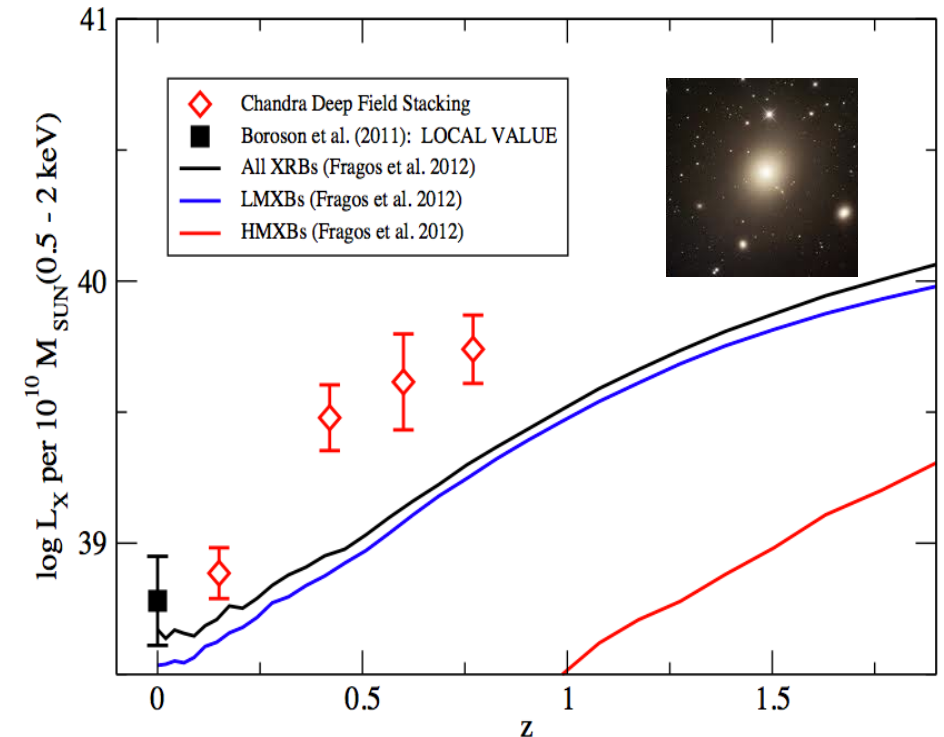 41
40
39
log L_X per 10^10 M_SUN (0.5 - 2 keV)
Chandra Deep Field Stacking
Boroson et al. (2011): LOCAL VALUE
All XRBs (Fragos et al. 2012)
LMXBs (Fragos et al. 2012)
HMXBs (Fragos et al. 2012)
0 0.5 1 1.5
z